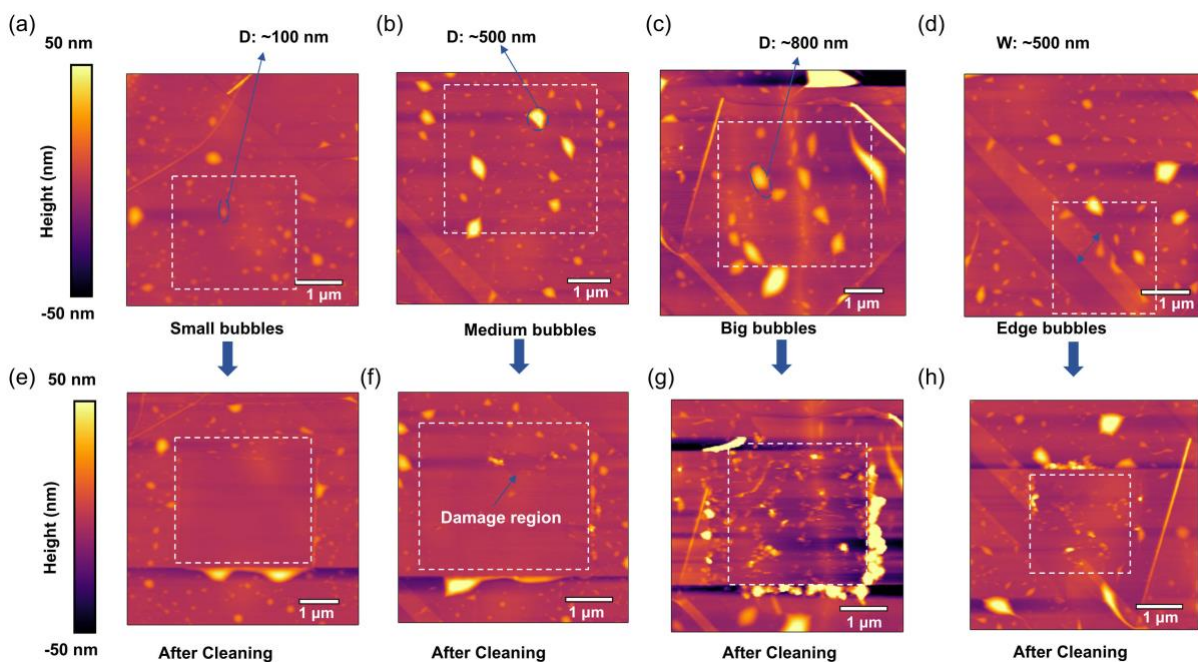 (a)
(b)
(c)
(d)
50 nm
D: ~100 nm
D: ~500 nm
D: ~800 nm
W: ~500 nm
Height (nm)
-50 nm
1 µm
1 µm
1 µm
1 µm
Small bubbles
Medium bubbles
Big bubbles
Edge bubbles
(e)
(f)
(g)
(h)
50 nm
Height (nm)
Damage region
-50 nm
1 µm
1 µm
1 µm
1 µm
After Cleaning
After Cleaning
After Cleaning
After Cleaning